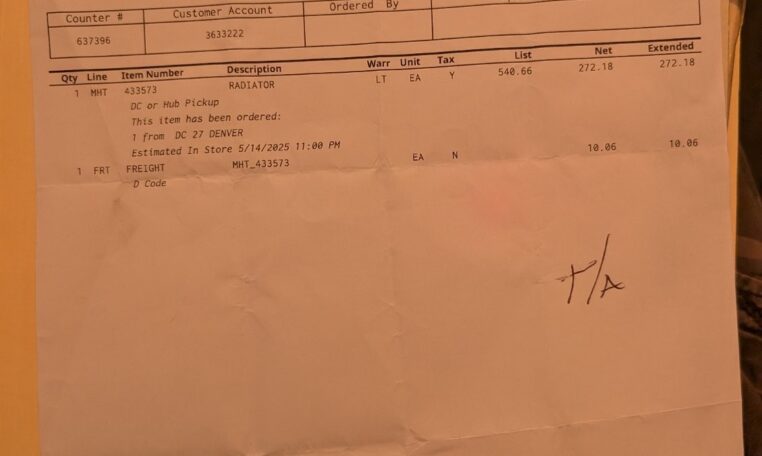 Counter # Customer Account Ordered By
637396 3633222
Qty Line Item Number Description Warr Unit Tax List Net Extended
1 MHT 433573 RADIATOR LT EA Y 540.66 272.18 272.18
DC or Hub Pickup
This item has been ordered:
1 from DC 27 DENVER
Estimated In Store 5/14/2025 11:00 PM
1 FRT FREIGHT MHT_433573 EA N 10.06 10.06
D Code
T/A